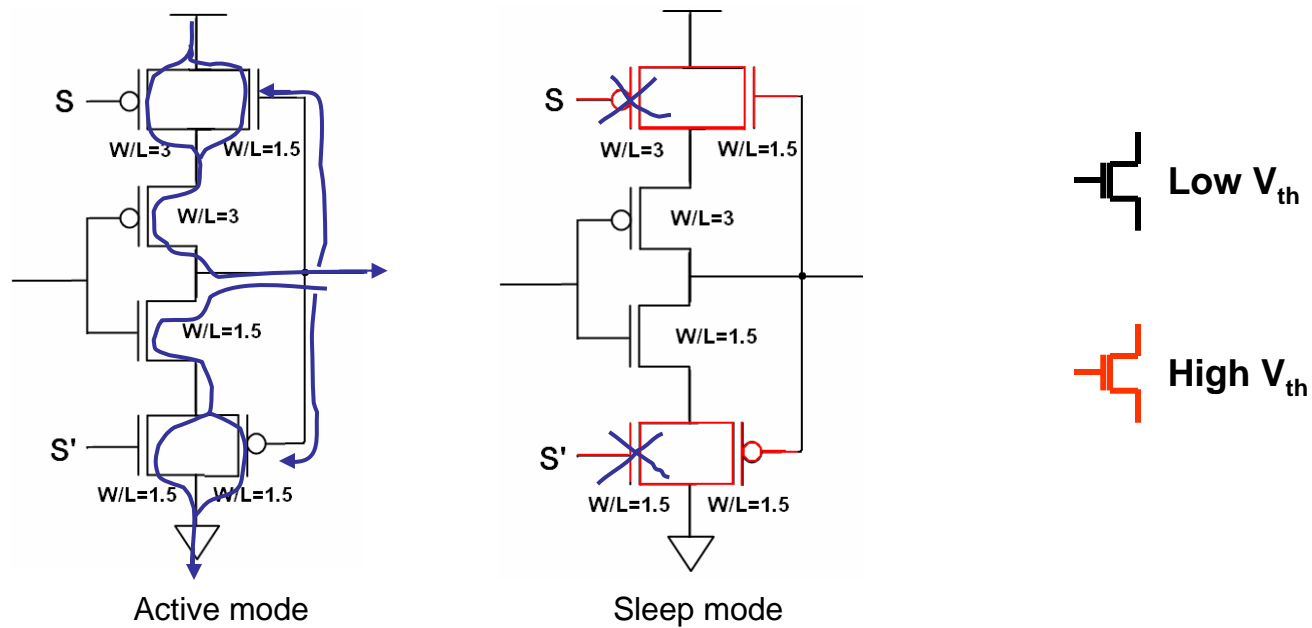 S
W/L=3 W/L=1.5
W/L=3
W/L=1.5
S'
W/L=1.5 W/L=1.5
Active mode
S
W/L=3 W/L=1.5
W/L=3
W/L=1.5
S'
W/L=1.5 W/L=1.5
Sleep mode
Low Vth
High Vth